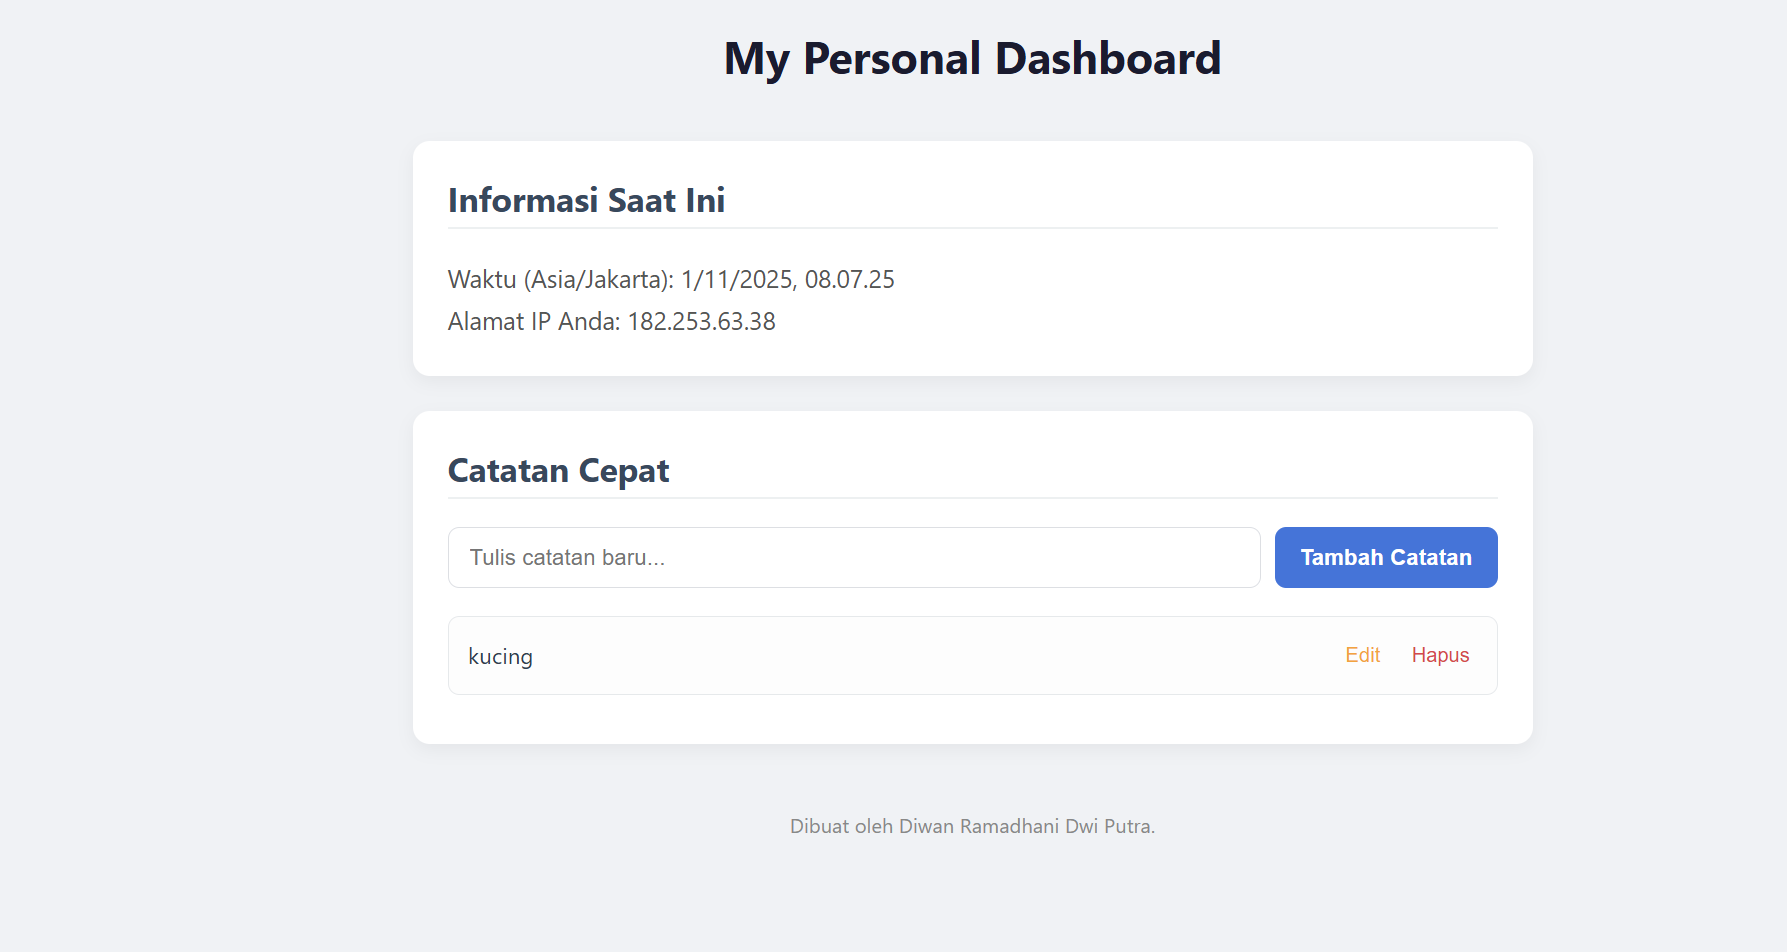 My Personal Dashboard
Informasi Saat Ini
Waktu (Asia/Jakarta): 1/11/2025, 08.07.25
Alamat IP Anda: 182.253.63.38
Catatan Cepat
Tulis catatan baru...
Tambah Catatan
kucing
Edit
Hapus
Dibuat oleh Diwan Ramadhani Dwi Putra.